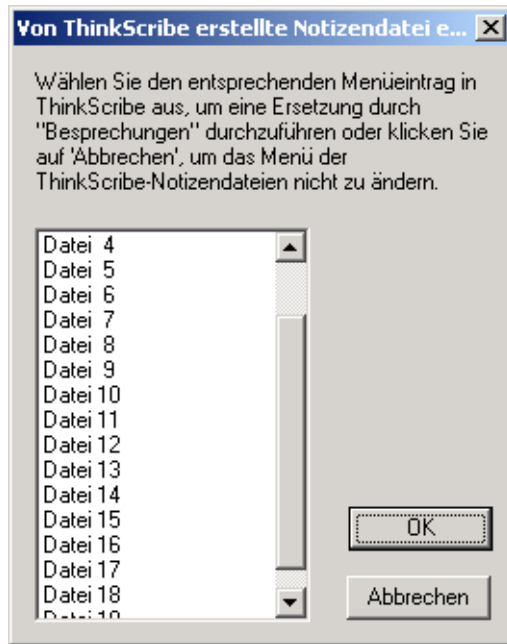 Von ThinkScribe erstellte Notizendatei e...
Wählen Sie den entsprechenden Menüeintrag in
ThinkScribe aus, um eine Ersetzung durch
"Besprechungen" durchzuführen oder klicken Sie
auf 'Abbrechen', um das Menü der
ThinkScribe-Notizendateien nicht zu ändern.
Datei 4
Datei 5
Datei 6
Datei 7
Datei 8
Datei 9
Datei 10
Datei 11
Datei 12
Datei 13
Datei 14
Datei 15
Datei 16
Datei 17
Datei 18
Datei 19
OK
Abbrechen